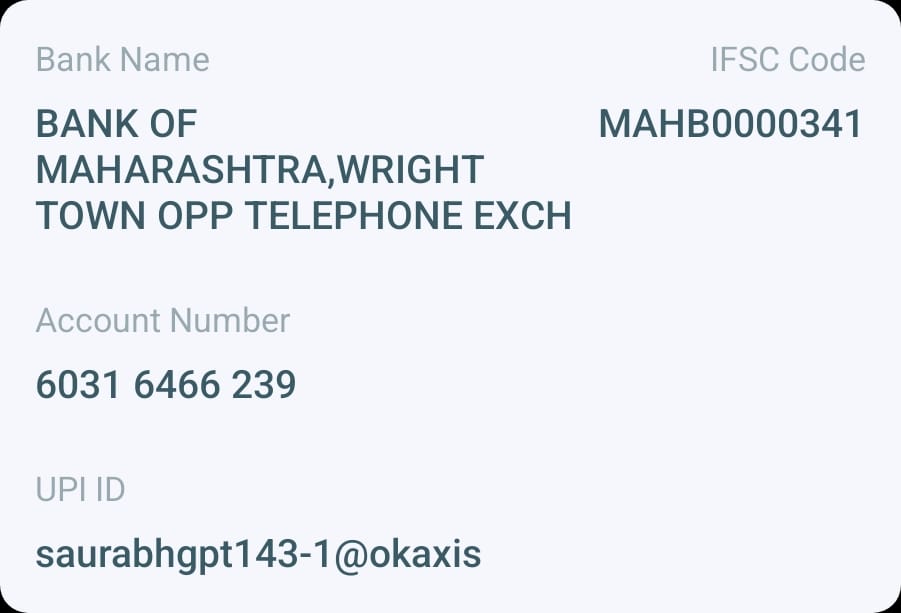 Bank Name
IFSC Code
BANK OF
MAHB0000341
MAHARASHTRA,WRIGHT
TOWN OPP TELEPHONE EXCH
Account Number
6031 6466 239
UPI ID
saurabhgpt143-1@okaxis